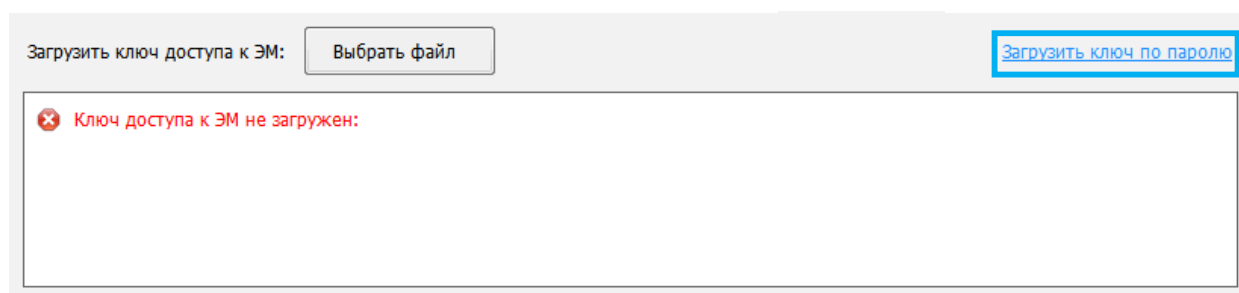 Загрузить ключ доступа к ЭМ: Выбрать файл Загрузить ключ по паролю
Ключ доступа к ЭМ не загружен: